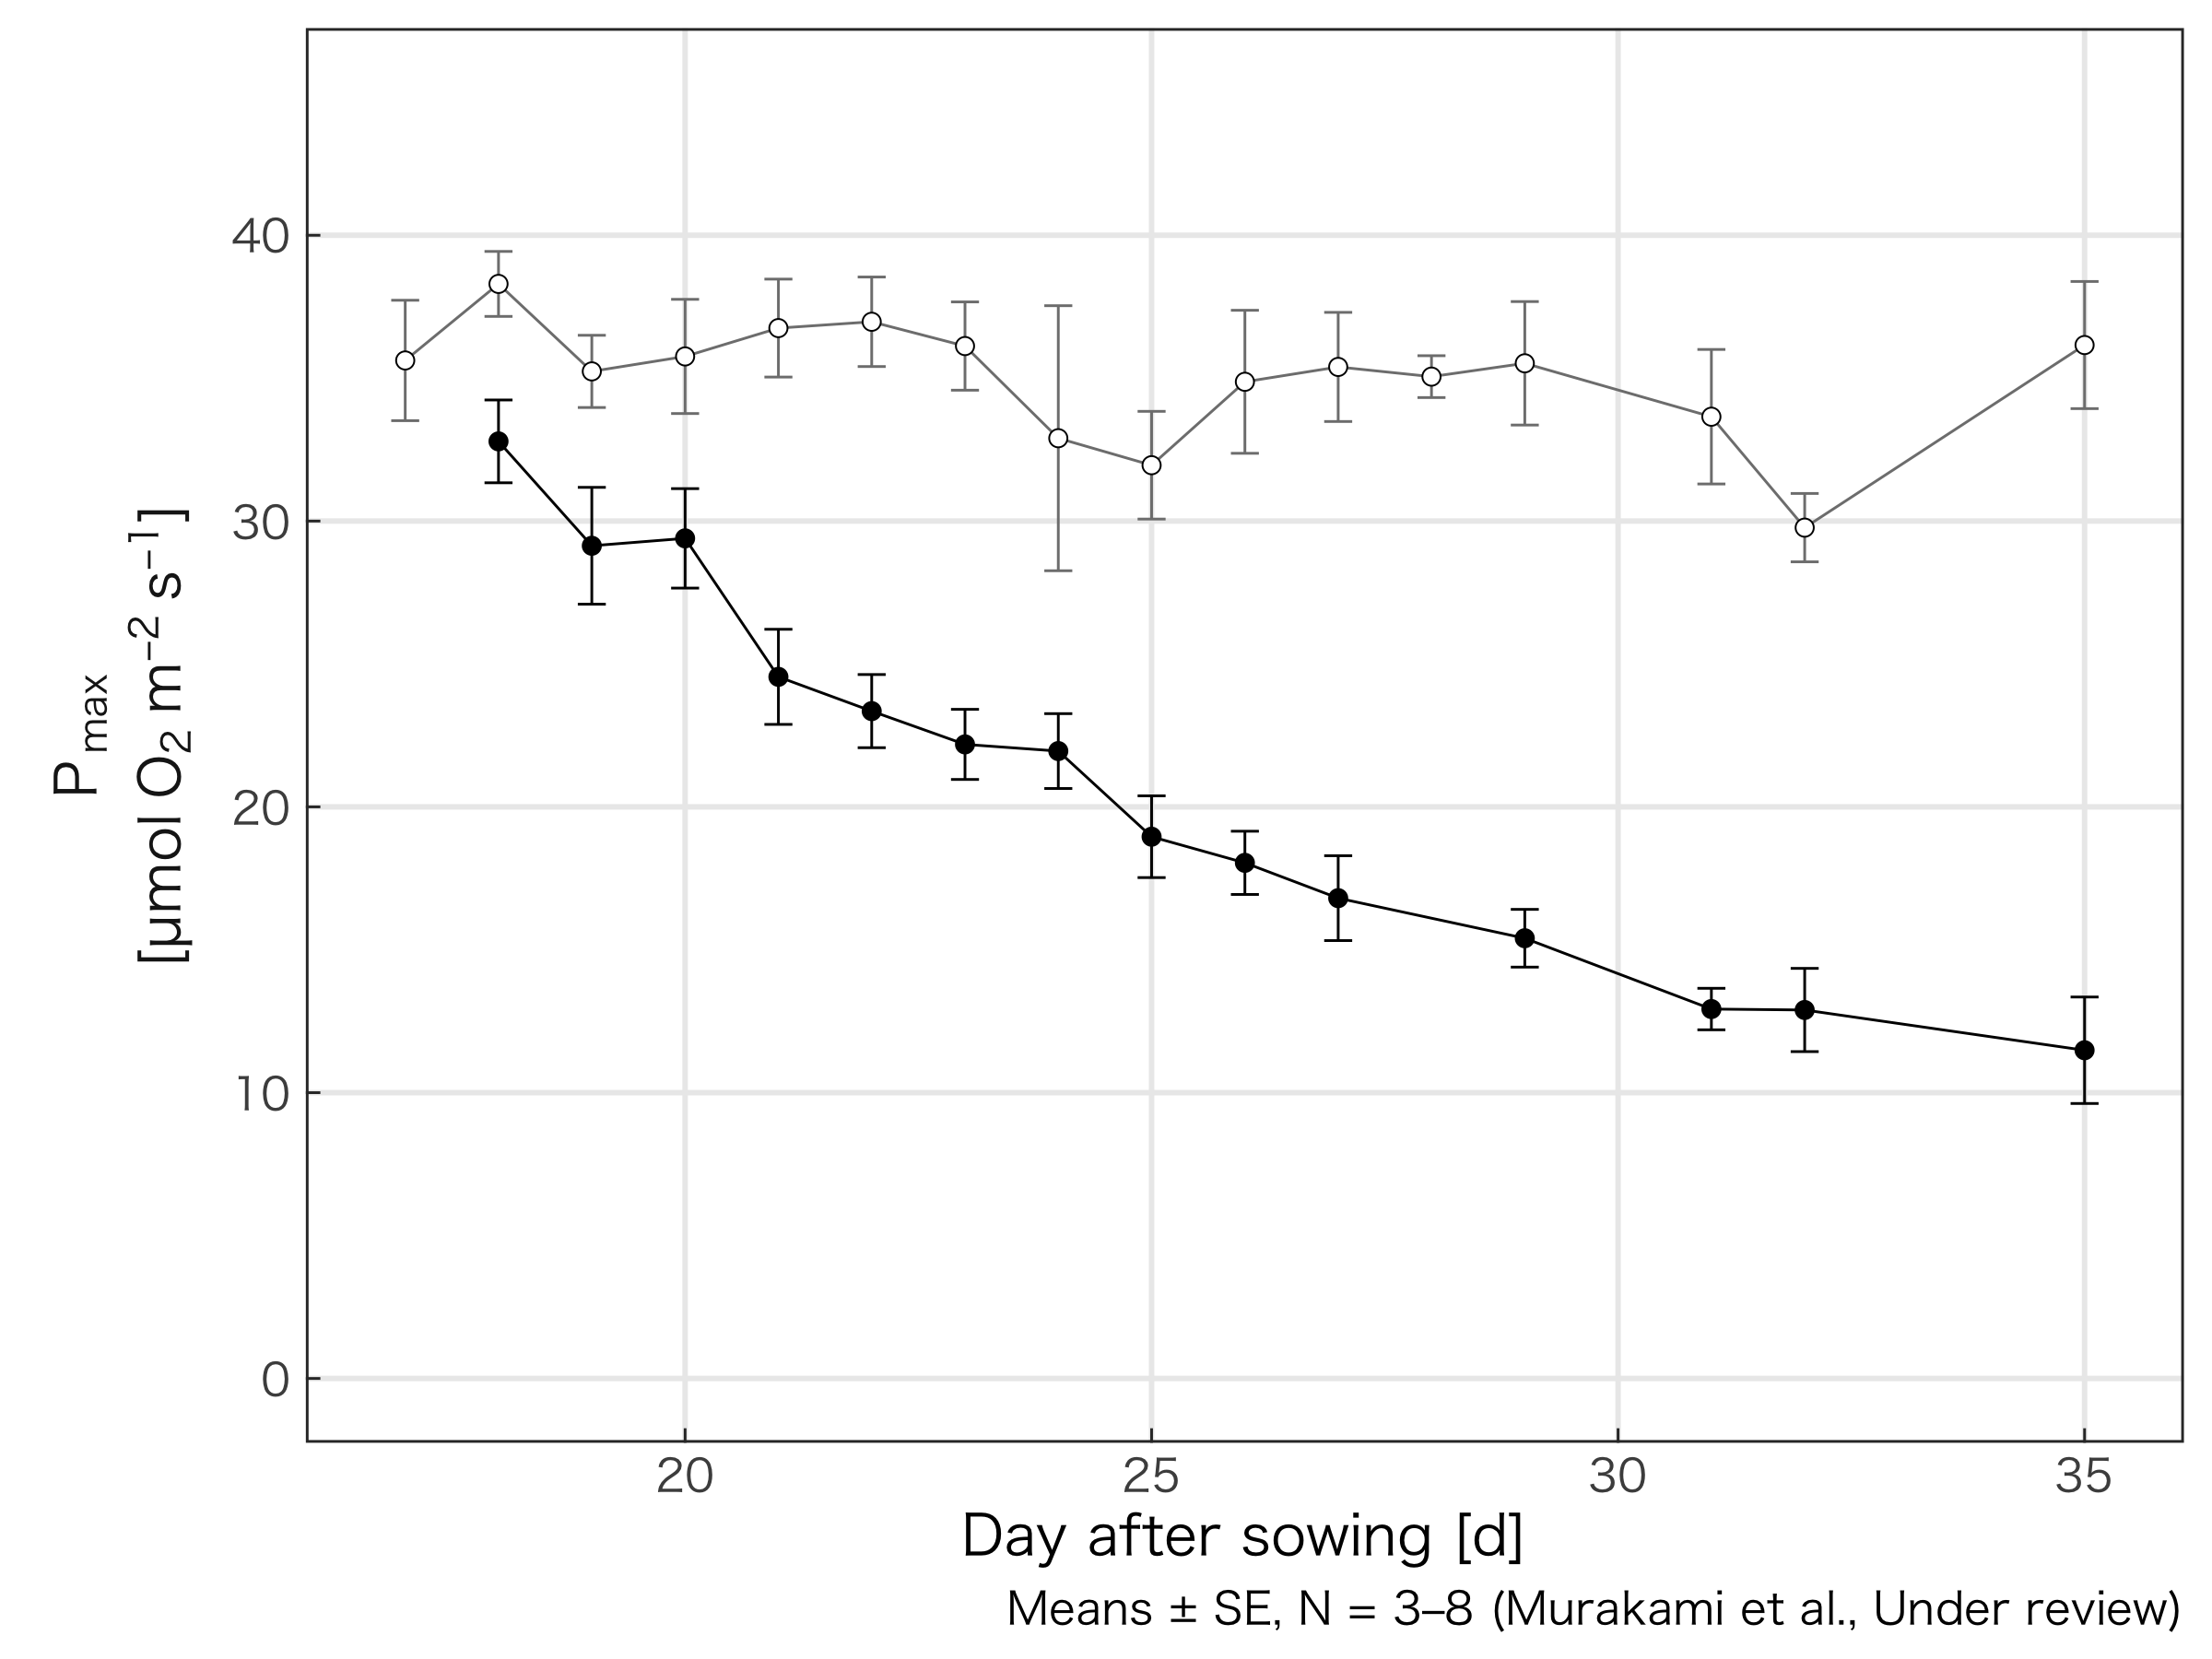 P_max
[µmol O₂ m⁻² s⁻¹]
40
30
20
10
0
20 25 30 35
Day after sowing [d]
Means ± SE, N = 3–8 (Murakami et al., Under review)